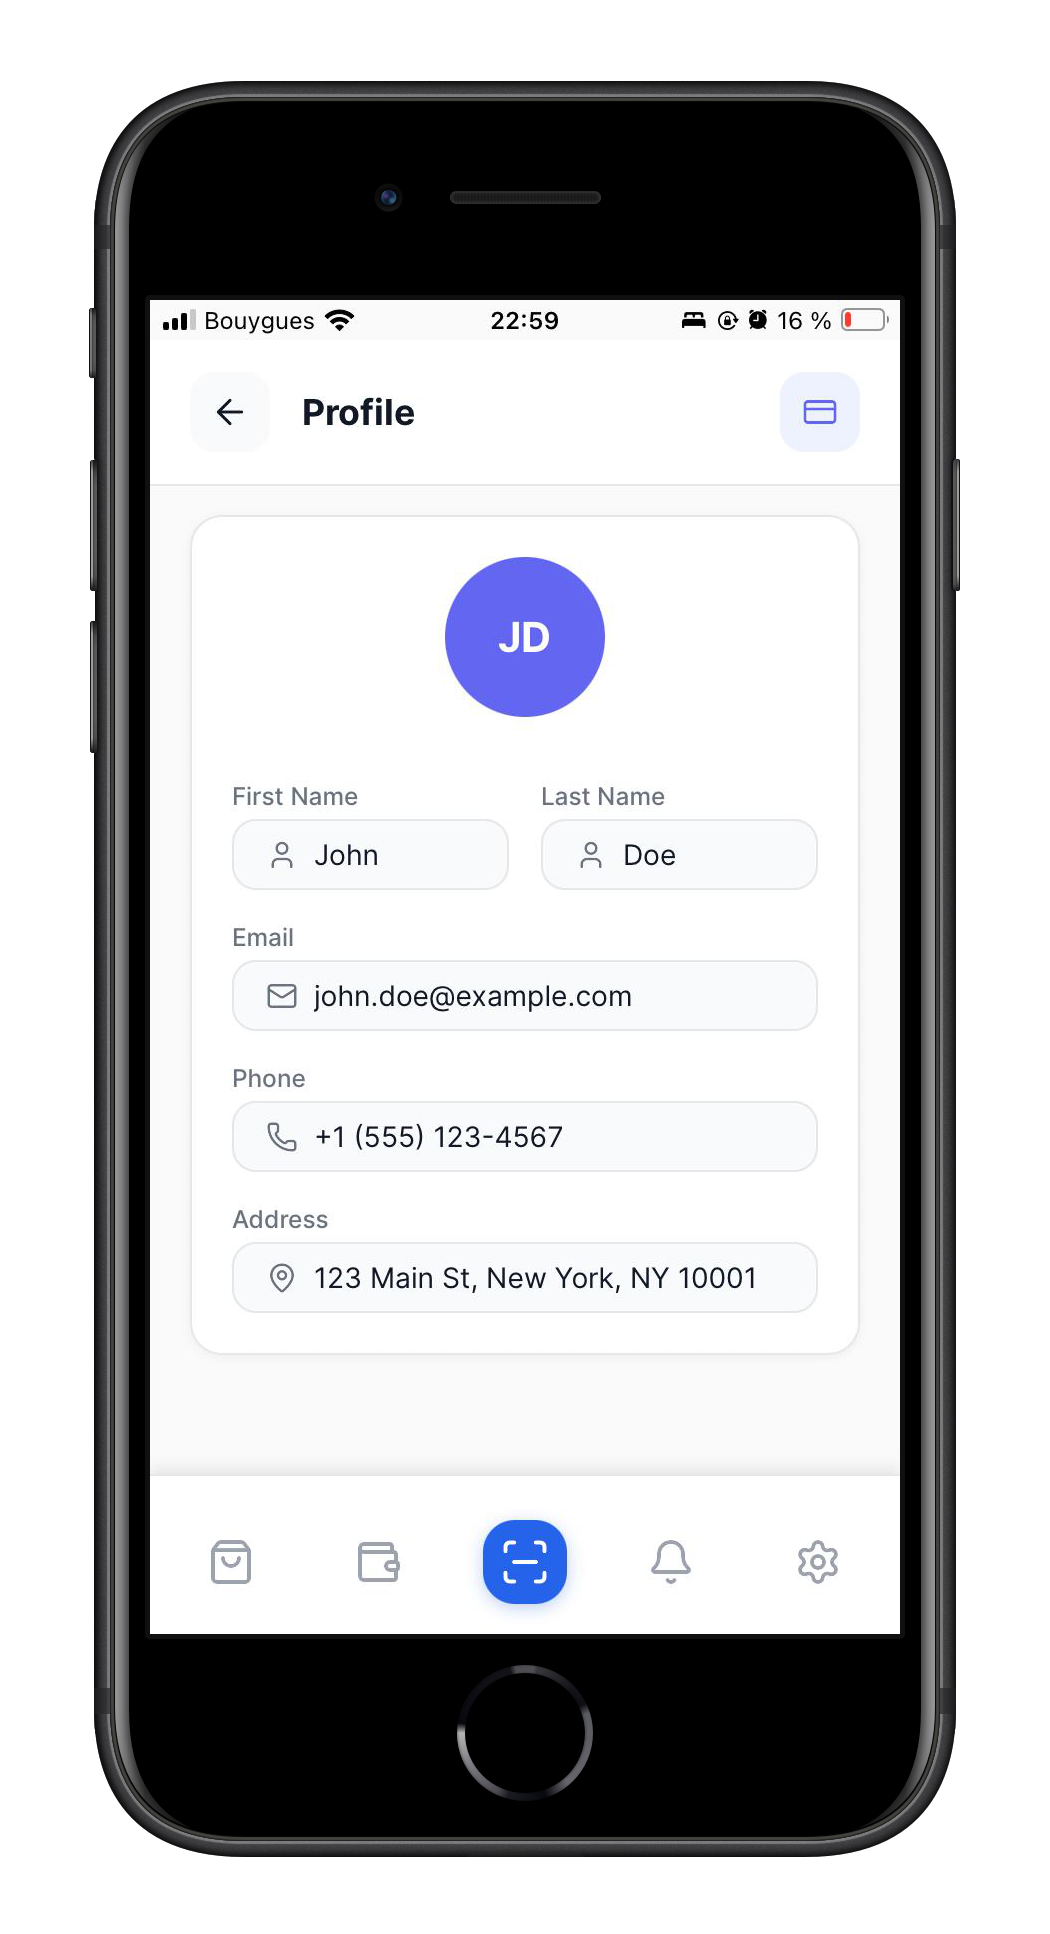 Bouygues 22:59 16 %
Profile
JD
First Name Last Name
John Doe
Email
john.doe@example.com
Phone
+1 (555) 123-4567
Address
123 Main St, New York, NY 10001